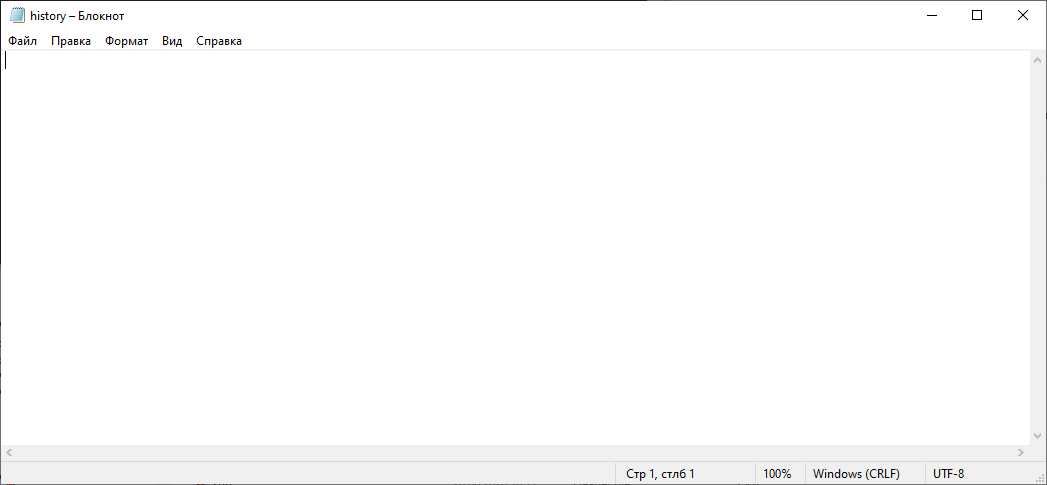 history – Блокнот
Файл Правка Формат Вид Справка
Стр 1, стлб 1 100% Windows (CRLF) UTF-8